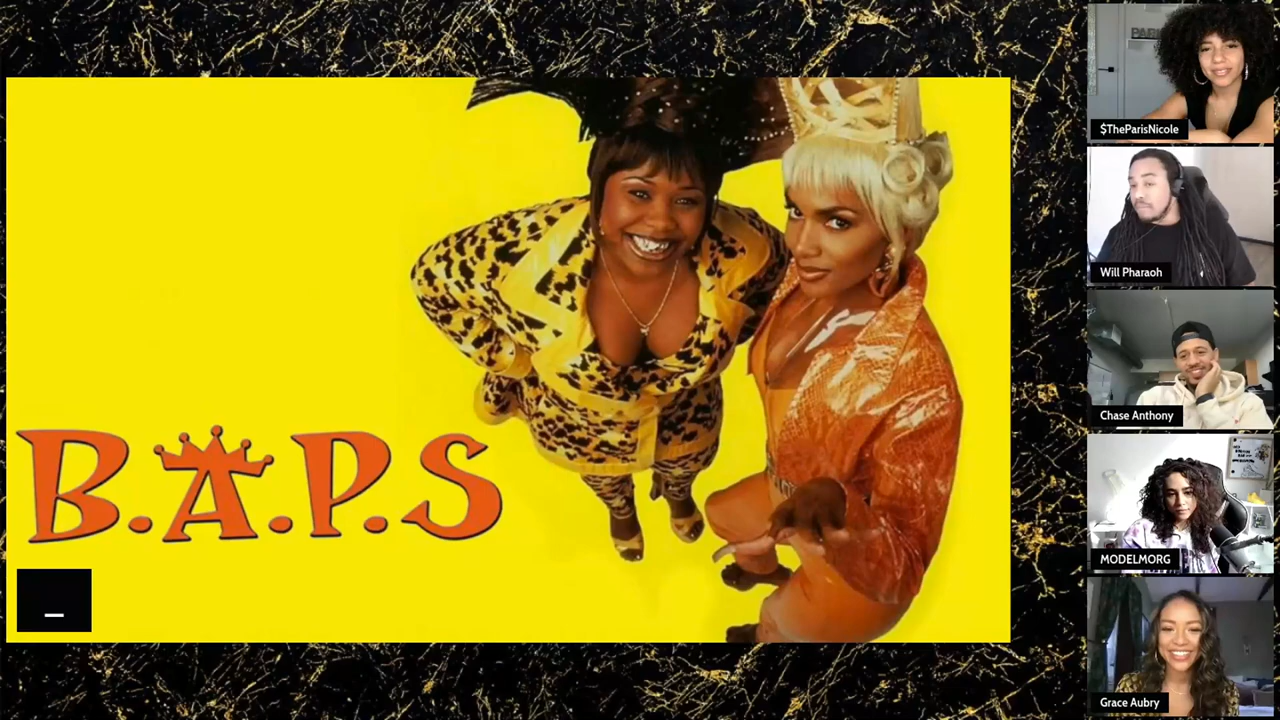 B.A.P.S
$TheParisNicole
Will Pharaoh
Chase Anthony
MODELMORG
Grace Aubry